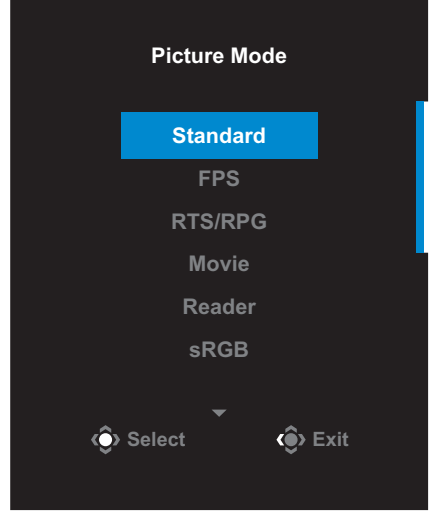 Picture Mode
Standard
FPS
RTS/RPG
Movie
Reader
sRGB
Select Exit